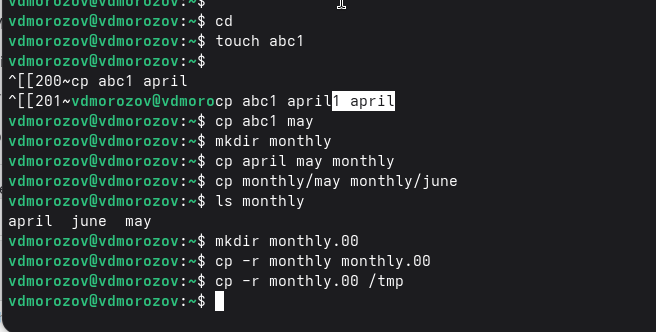 vdmorozov@vdmorozov:~$
vdmorozov@vdmorozov:~$ cd
vdmorozov@vdmorozov:~$ touch abc1
vdmorozov@vdmorozov:~$
^[[200~cp abc1 april
^[[201~vdmorozov@vdmorocp abc1 april1 april
vdmorozov@vdmorozov:~$ cp abc1 may
vdmorozov@vdmorozov:~$ mkdir monthly
vdmorozov@vdmorozov:~$ cp april may monthly
vdmorozov@vdmorozov:~$ cp monthly/may monthly/june
vdmorozov@vdmorozov:~$ ls monthly
april  june  may
vdmorozov@vdmorozov:~$ mkdir monthly.00
vdmorozov@vdmorozov:~$ cp -r monthly monthly.00
vdmorozov@vdmorozov:~$ cp -r monthly.00 /tmp
vdmorozov@vdmorozov:~$